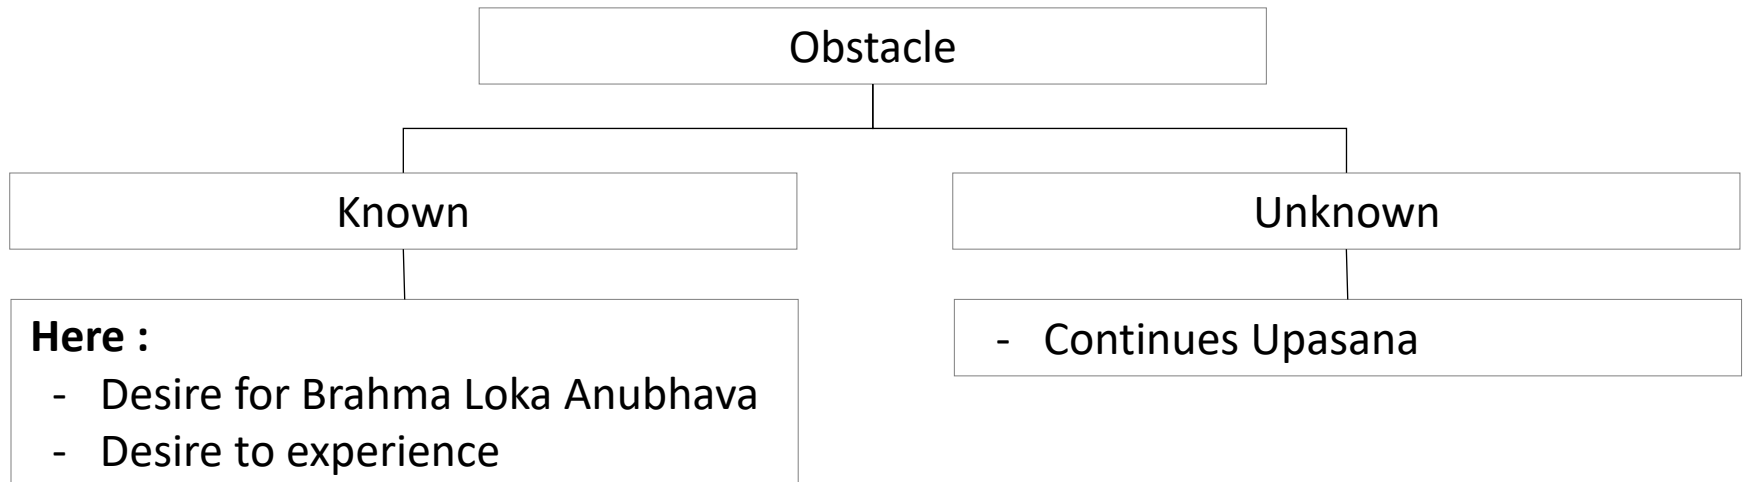 Obstacle
Known
Unknown
Here :
- Desire for Brahma Loka Anubhava
- Desire to experience
- Continues Upasana